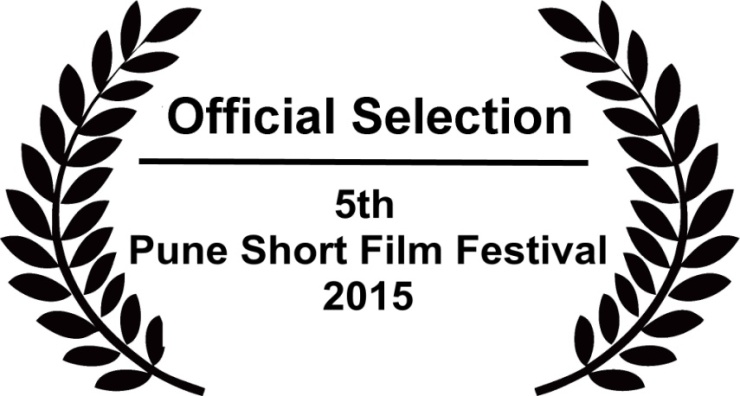 Official Selection
5th
Pune Short Film Festival
2015